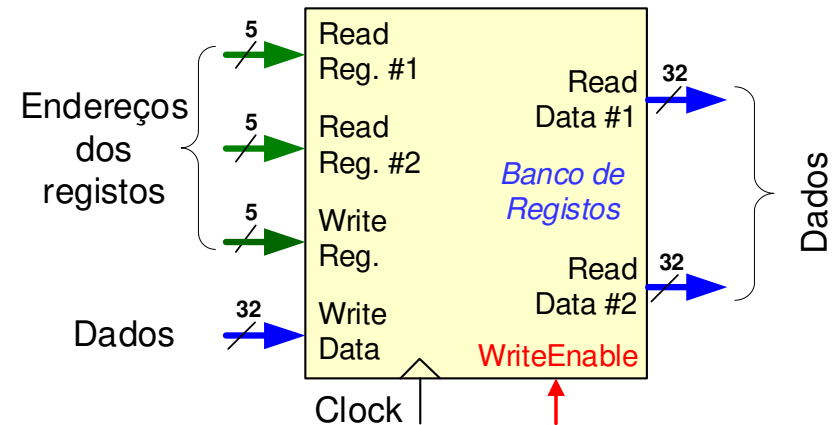 Endereços
dos
registos
Dados
5
5
5
32
Read
Reg. #1
Read
Reg. #2
Write
Reg.
Write
Data
Read
Data #1
Banco de
Registos
Read
Data #2
WriteEnable
Clock
32
32
Dados